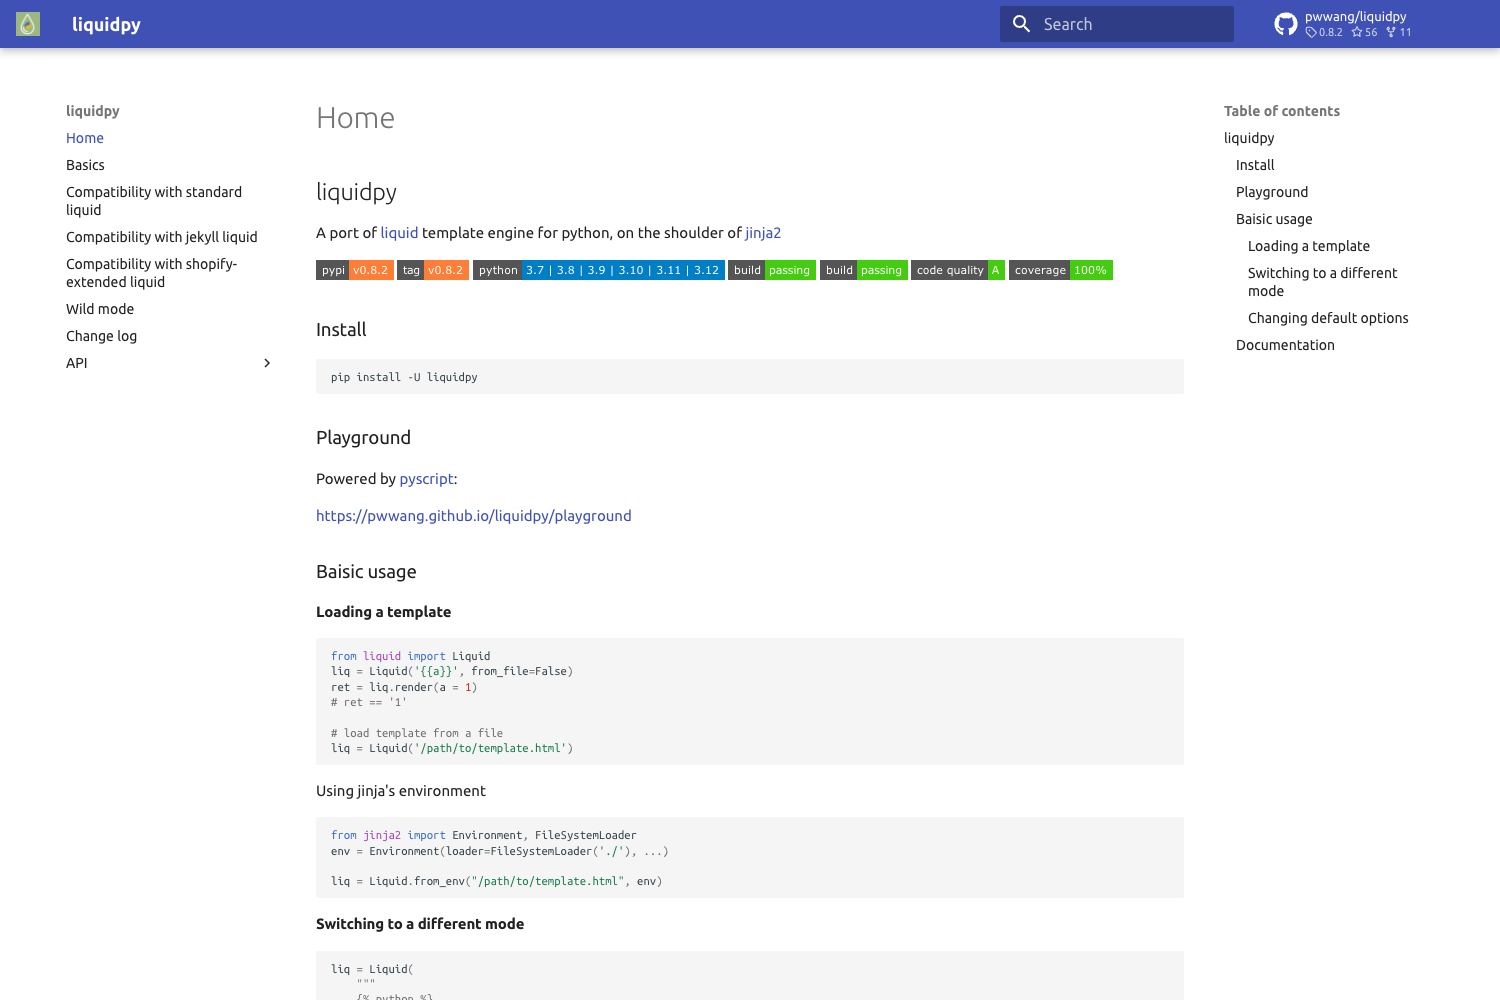 liquidpy
Search
pwwang/liquidpy
0.8.2 56 11
liquidpy
Home
Basics
Compatibility with standard
liquid
Compatibility with jekyll liquid
Compatibility with shopify-
extended liquid
Wild mode
Change log
API
Home
liquidpy
A port of liquid template engine for python, on the shoulder of jinja2
pypi v0.8.2 tag v0.8.2 python 3.7 | 3.8 | 3.9 | 3.10 | 3.11 | 3.12 build passing build passing code quality A coverage 100%
Install
pip install -U liquidpy
Playground
Powered by pyscript:
https://pwwang.github.io/liquidpy/playground
Baisic usage
Loading a template
from liquid import Liquid
liq = Liquid('{{a}}', from_file=False)
ret = liq.render(a = 1)
# ret == '1'
# load template from a file
liq = Liquid('/path/to/template.html')
Using jinja's environment
from jinja2 import Environment, FileSystemLoader
env = Environment(loader=FileSystemLoader('./'), ...)
liq = Liquid.from_env("/path/to/template.html", env)
Switching to a different mode
liq = Liquid(
"""
{% python %}
Table of contents
liquidpy
Install
Playground
Baisic usage
Loading a template
Switching to a different
mode
Changing default options
Documentation